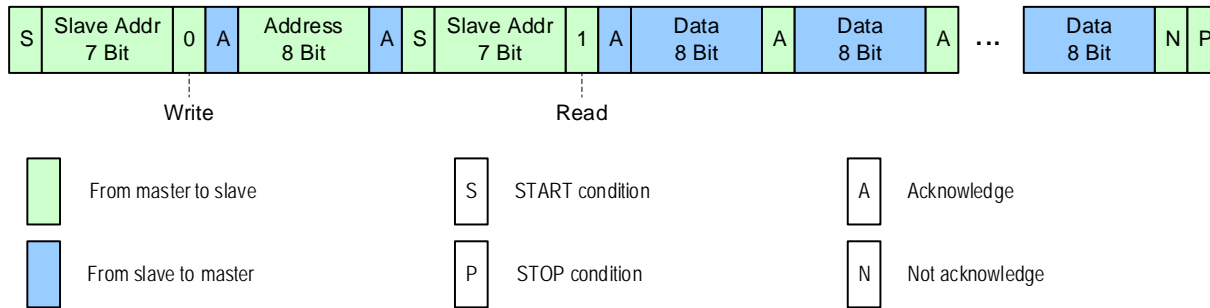 S Slave Addr 7 Bit 0 A Address 8 Bit A S Slave Addr 7 Bit 1 A Data 8 Bit A Data 8 Bit A ... Data 8 Bit N P
Write Read
From master to slave S START condition A Acknowledge
From slave to master P STOP condition N Not acknowledge